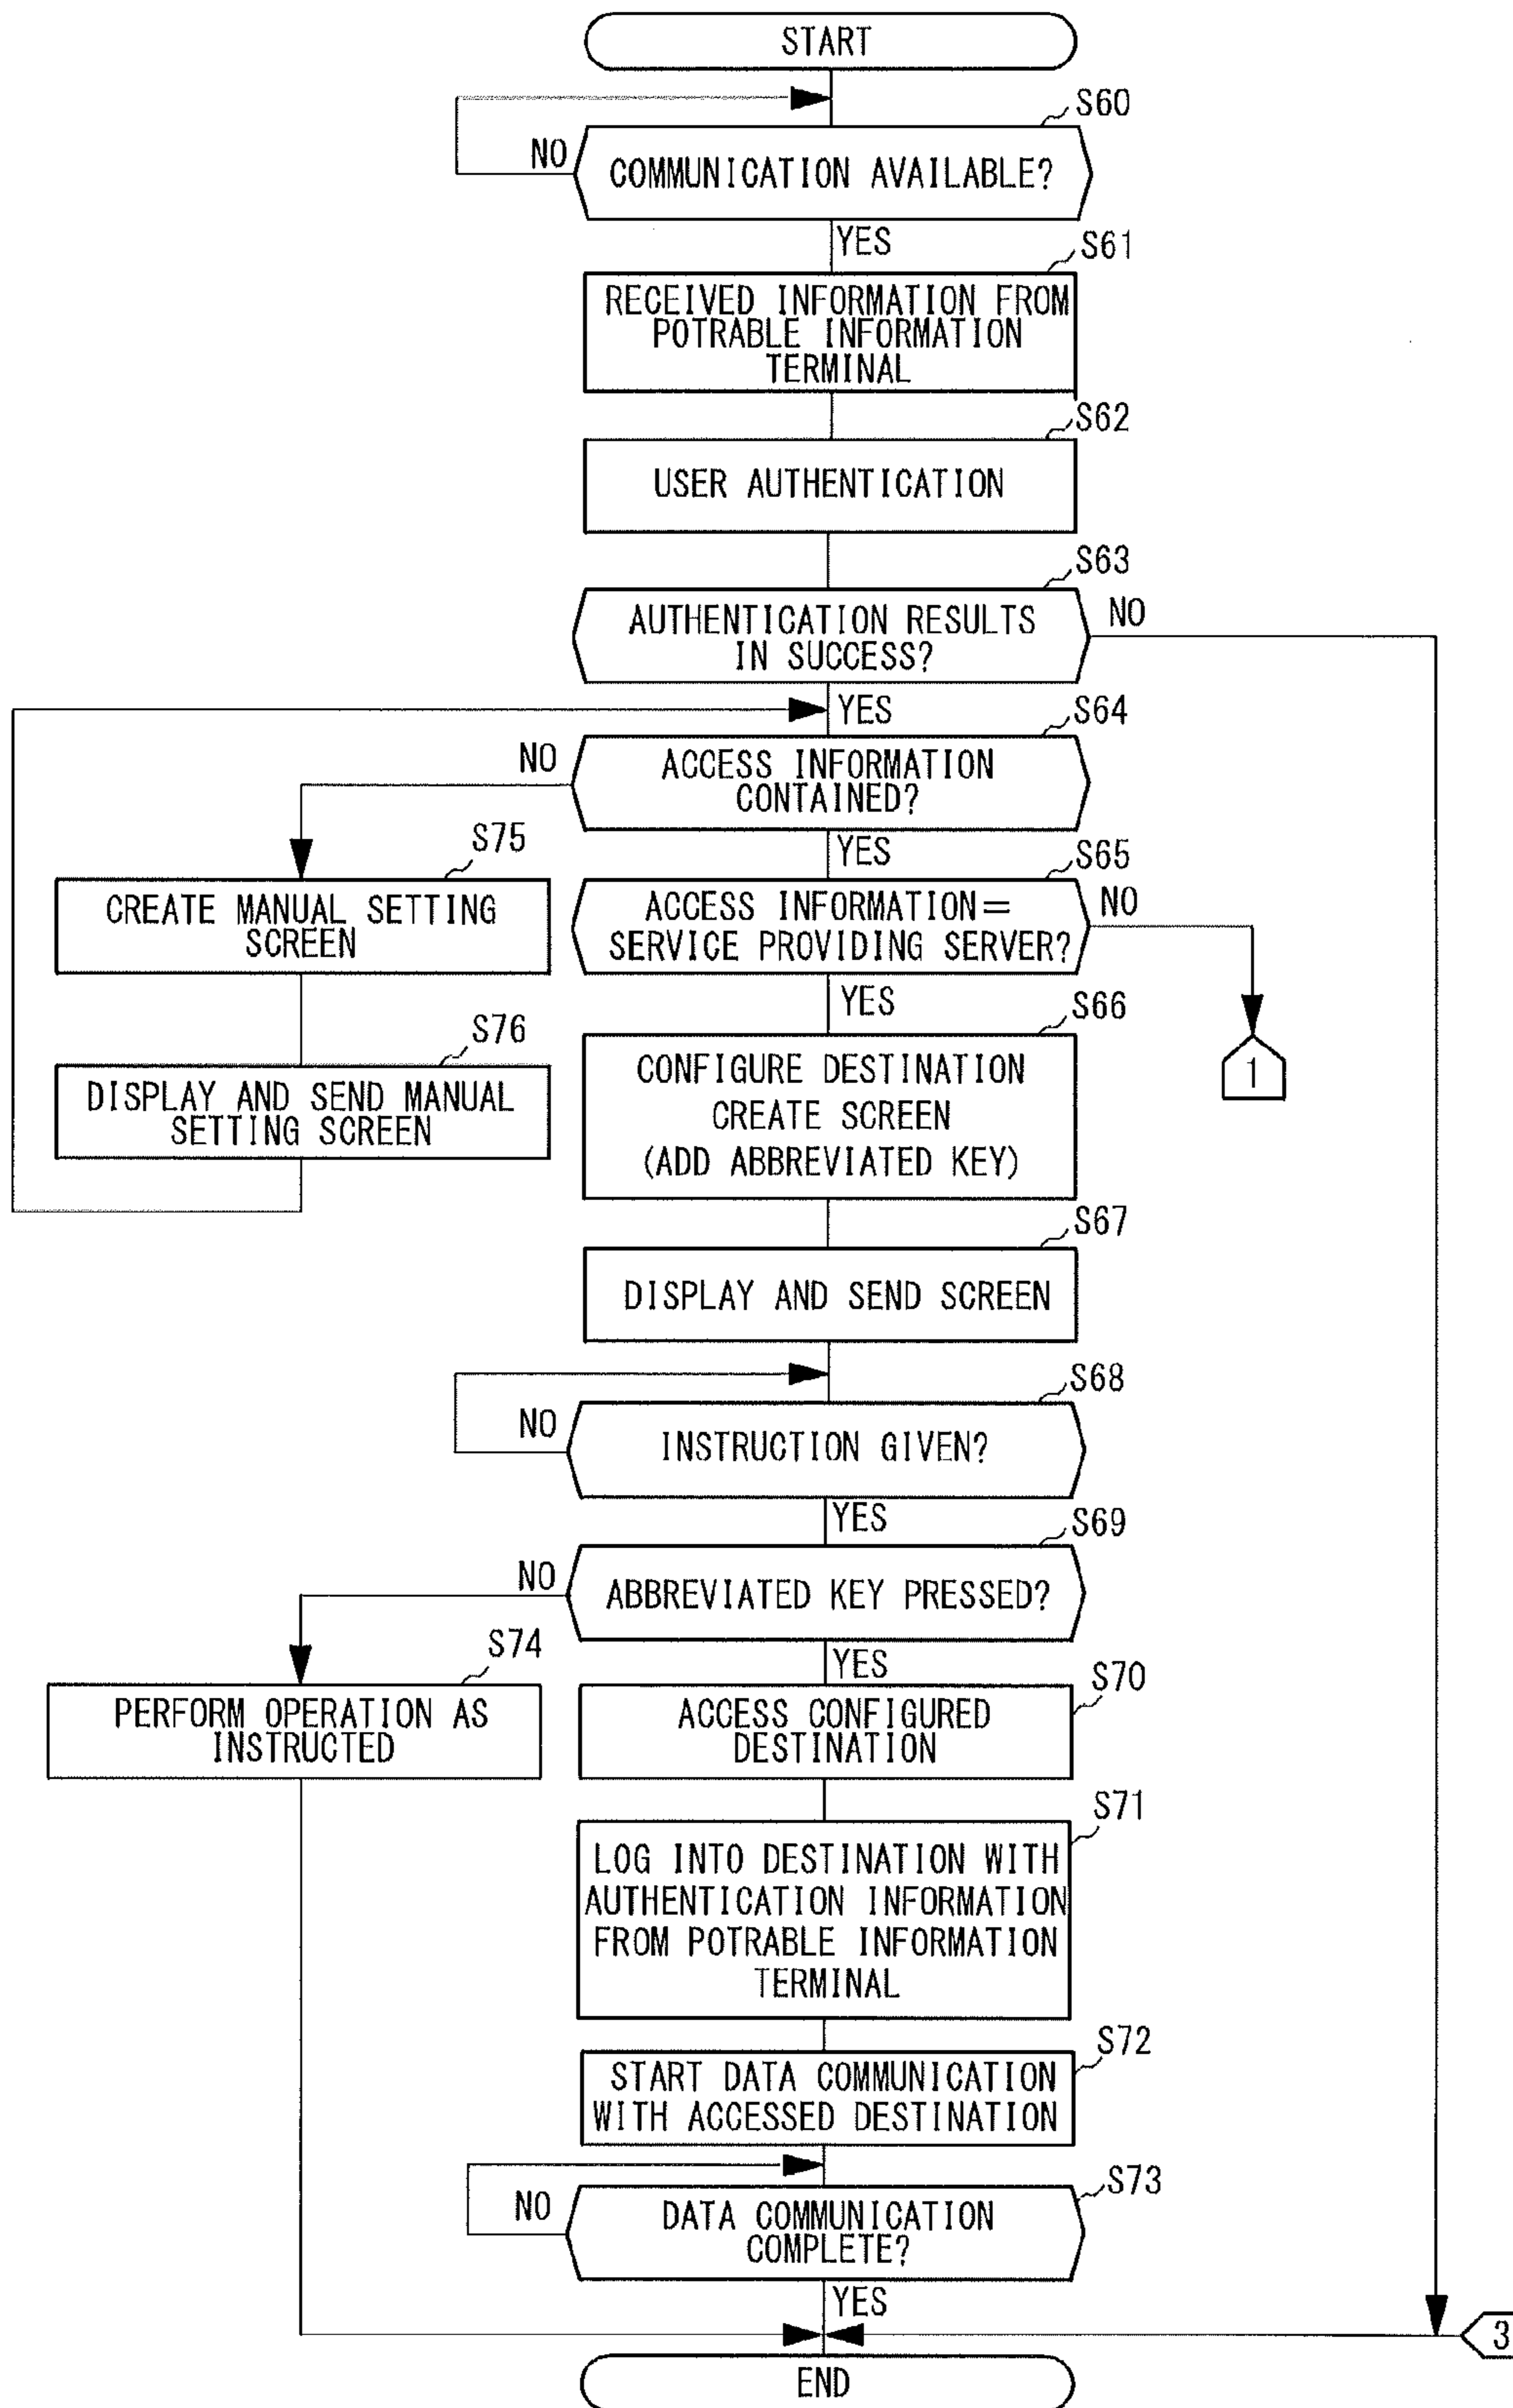 START
S60
NO
COMMUNICATION AVAILABLE?
YES
S61
RECEIVED INFORMATION FROM
POTRABLE INFORMATION
TERMINAL
S62
USER AUTHENTICATION
S63
AUTHENTICATION RESULTS
IN SUCCESS?
NO
YES
S64
NO
ACCESS INFORMATION
CONTAINED?
YES
S75
CREATE MANUAL SETTING
SCREEN
S65
ACCESS INFORMATION=
SERVICE PROVIDING SERVER?
NO
YES
S76
DISPLAY AND SEND MANUAL
SETTING SCREEN
S66
CONFIGURE DESTINATION
CREATE SCREEN
(ADD ABBREVIATED KEY)
1
S67
DISPLAY AND SEND SCREEN
S68
NO
INSTRUCTION GIVEN?
YES
S69
NO
ABBREVIATED KEY PRESSED?
YES
S74
PERFORM OPERATION AS
INSTRUCTED
S70
ACCESS CONFIGURED
DESTINATION
S71
LOG INTO DESTINATION WITH
AUTHENTICATION INFORMATION
FROM POTRABLE INFORMATION
TERMINAL
S72
START DATA COMMUNICATION
WITH ACCESSED DESTINATION
S73
NO
DATA COMMUNICATION
COMPLETE?
YES
3
END